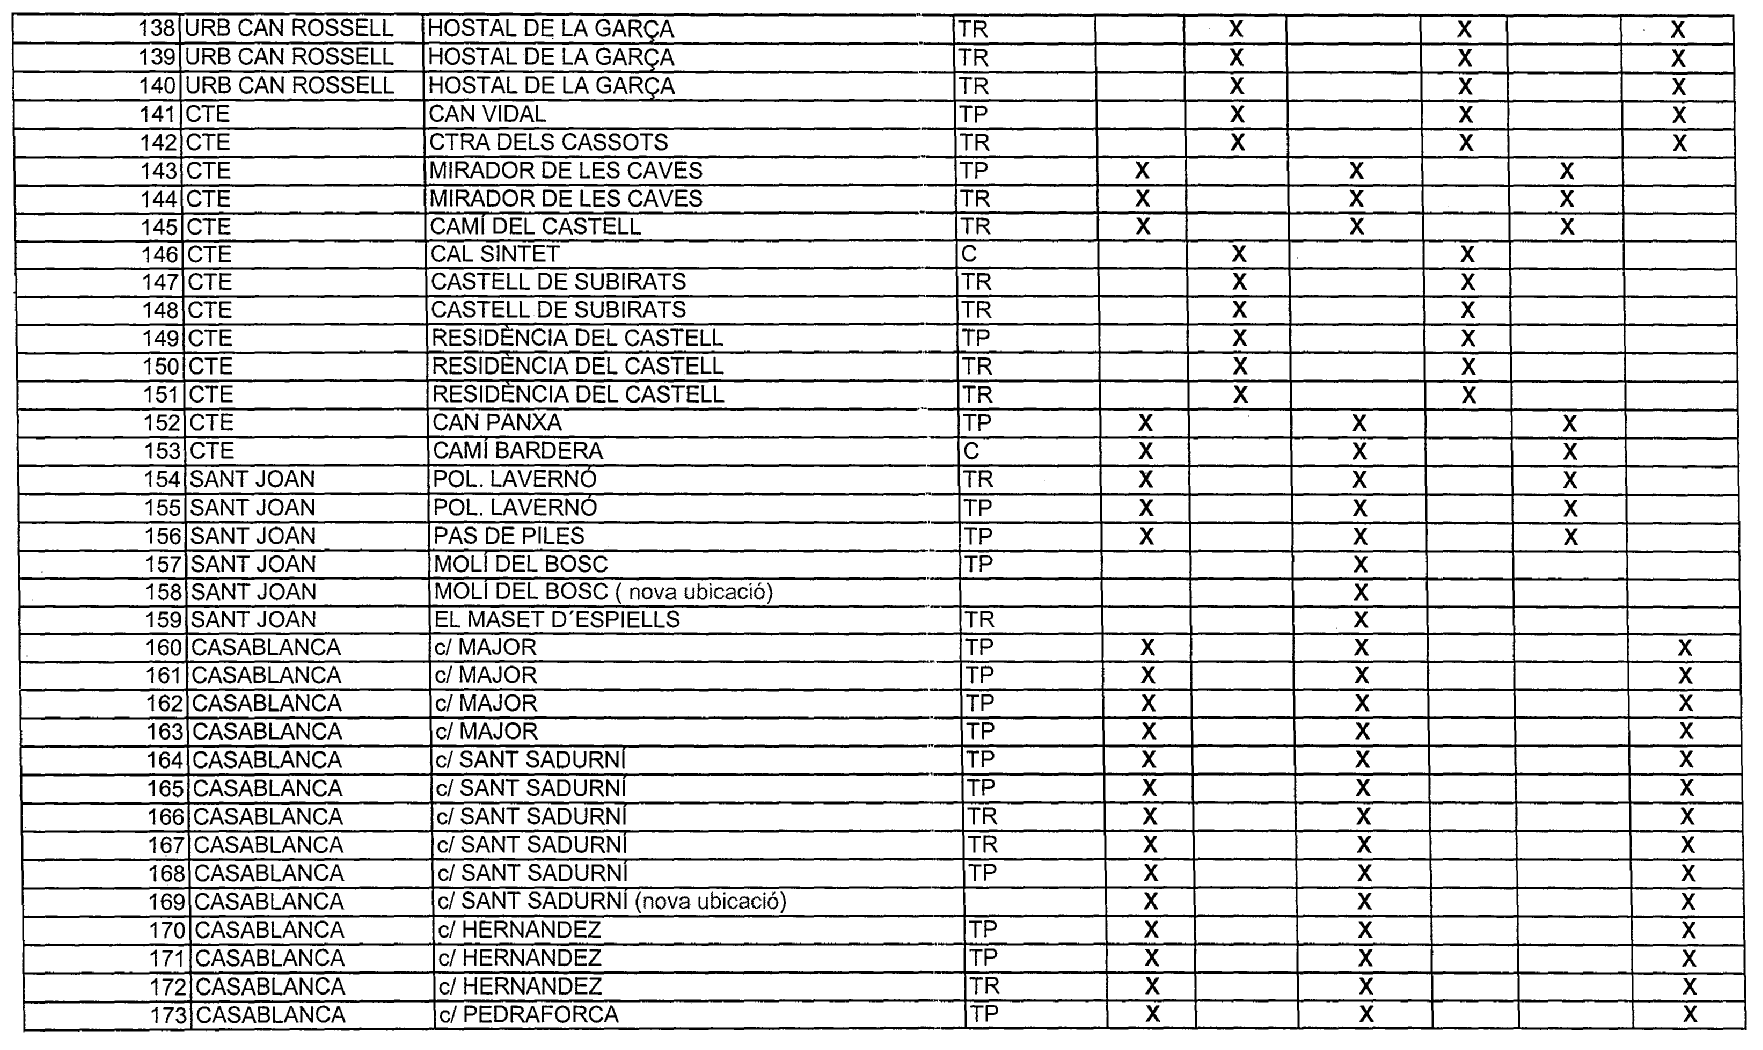 138 URB CAN ROSSELL HOSTAL DE LA GARÇA TR X X X
139 URB CAN ROSSELL HOSTAL DE LA GARÇA TR X X X
140 URB CAN ROSSELL HOSTAL DE LA GARÇA TR X X X
141 CTE CAN VIDAL TP X X X
142 CTE CTRA DELS CASSOTS TR X X X
143 CTE MIRADOR DE LES CAVES TP X X X
144 CTE MIRADOR DE LES CAVES TR X X X
145 CTE CAMÍ DEL CASTELL TR X X X
146 CTE CAL SINTET C X X
147 CTE CASTELL DE SUBIRATS TR X X
148 CTE CASTELL DE SUBIRATS TR X X
149 CTE RESIDÈNCIA DEL CASTELL TP X X
150 CTE RESIDÈNCIA DEL CASTELL TR X X
151 CTE RESIDÈNCIA DEL CASTELL TR X X
152 CTE CAN PANXA TP X X X
153 CTE CAMÍ BARDERA C X X X
154 SANT JOAN POL. LAVERNÓ TR X X X
155 SANT JOAN POL. LAVERNÓ TP X X X
156 SANT JOAN PAS DE PILES TP X X X
157 SANT JOAN MOLÍ DEL BOSC TP X
158 SANT JOAN MOLÍ DEL BOSC ( nova ubicació) X
159 SANT JOAN EL MASET D´ESPIELLS TR X
160 CASABLANCA c/ MAJOR TP X X X
161 CASABLANCA c/ MAJOR TP X X X
162 CASABLANCA c/ MAJOR TP X X X
163 CASABLANCA c/ MAJOR TP X X X
164 CASABLANCA c/ SANT SADURNÍ TP X X X
165 CASABLANCA c/ SANT SADURNÍ TP X X X
166 CASABLANCA c/ SANT SADURNÍ TR X X X
167 CASABLANCA c/ SANT SADURNÍ TR X X X
168 CASABLANCA c/ SANT SADURNÍ TP X X X
169 CASABLANCA c/ SANT SADURNÍ (nova ubicació) X X X
170 CASABLANCA c/ HERNANDEZ TP X X X
171 CASABLANCA c/ HERNANDEZ TP X X X
172 CASABLANCA c/ HERNANDEZ TR X X X
173 CASABLANCA c/ PEDRAFORCA TP X X X